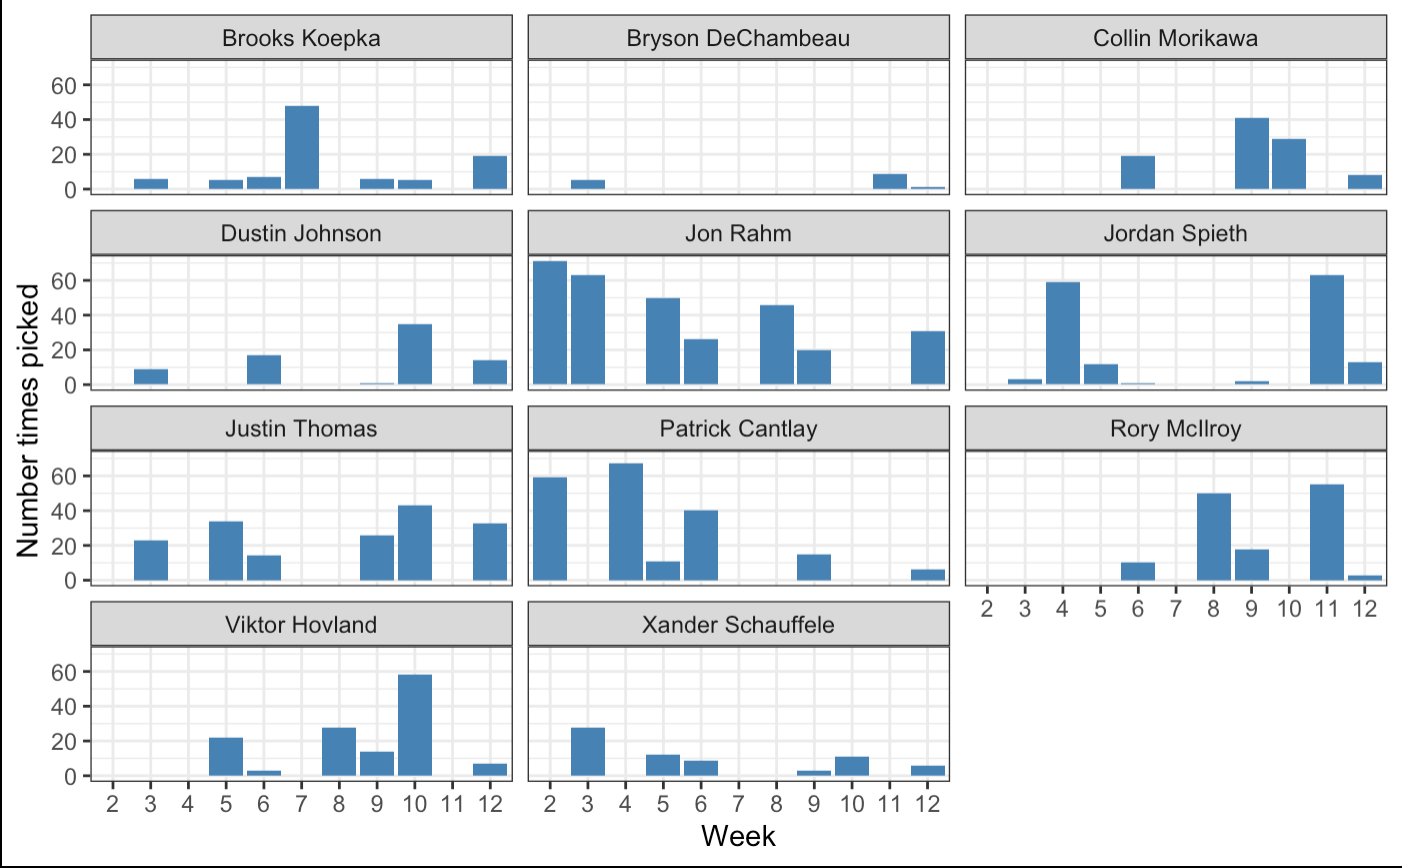 Brooks Koepka Bryson DeChambeau Collin Morikawa
60
40
20
0
Dustin Johnson Jon Rahm Jordan Spieth
60
40
20
0
Number times picked
Justin Thomas Patrick Cantlay Rory McIlroy
60
40
20
0
2 3 4 5 6 7 8 9 10 11 12
Viktor Hovland Xander Schauffele
60
40
20
0
2 3 4 5 6 7 8 9 10 11 12 2 3 4 5 6 7 8 9 10 11 12
Week